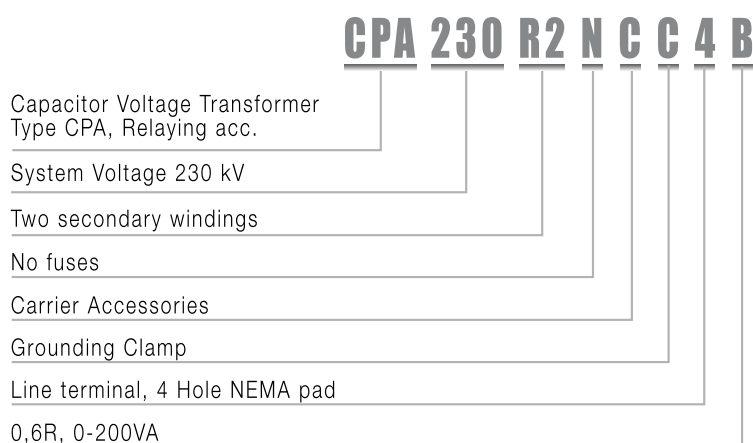 CPA 230 R2 N C C 4 B
Capacitor Voltage Transformer
Type CPA, Relaying acc.
System Voltage 230 kV
Two secondary windings
No fuses
Carrier Accessories
Grounding Clamp
Line terminal, 4 Hole NEMA pad
0,6R, 0-200VA